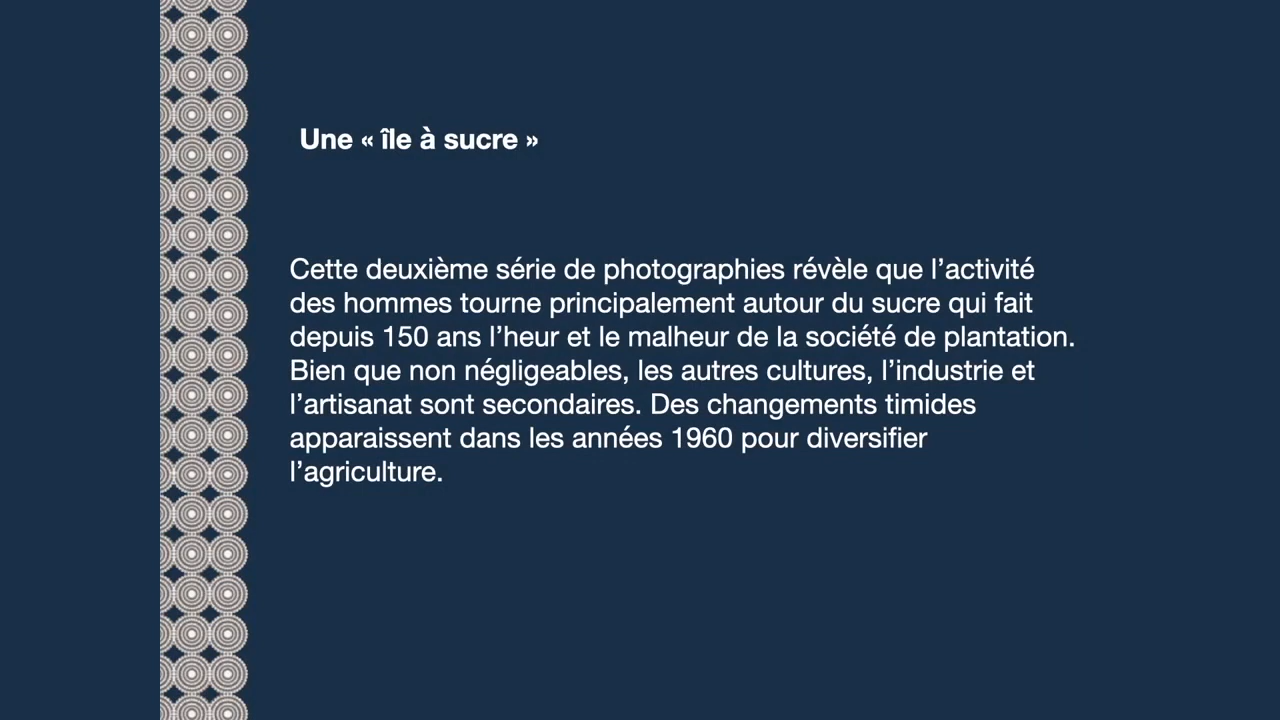 Une « île à sucre »
Cette deuxième série de photographies révèle que l’activité
des hommes tourne principalement autour du sucre qui fait
depuis 150 ans l’heur et le malheur de la société de plantation.
Bien que non négligeables, les autres cultures, l’industrie et
l’artisanat sont secondaires. Des changements timides
apparaissent dans les années 1960 pour diversifier
l’agriculture.